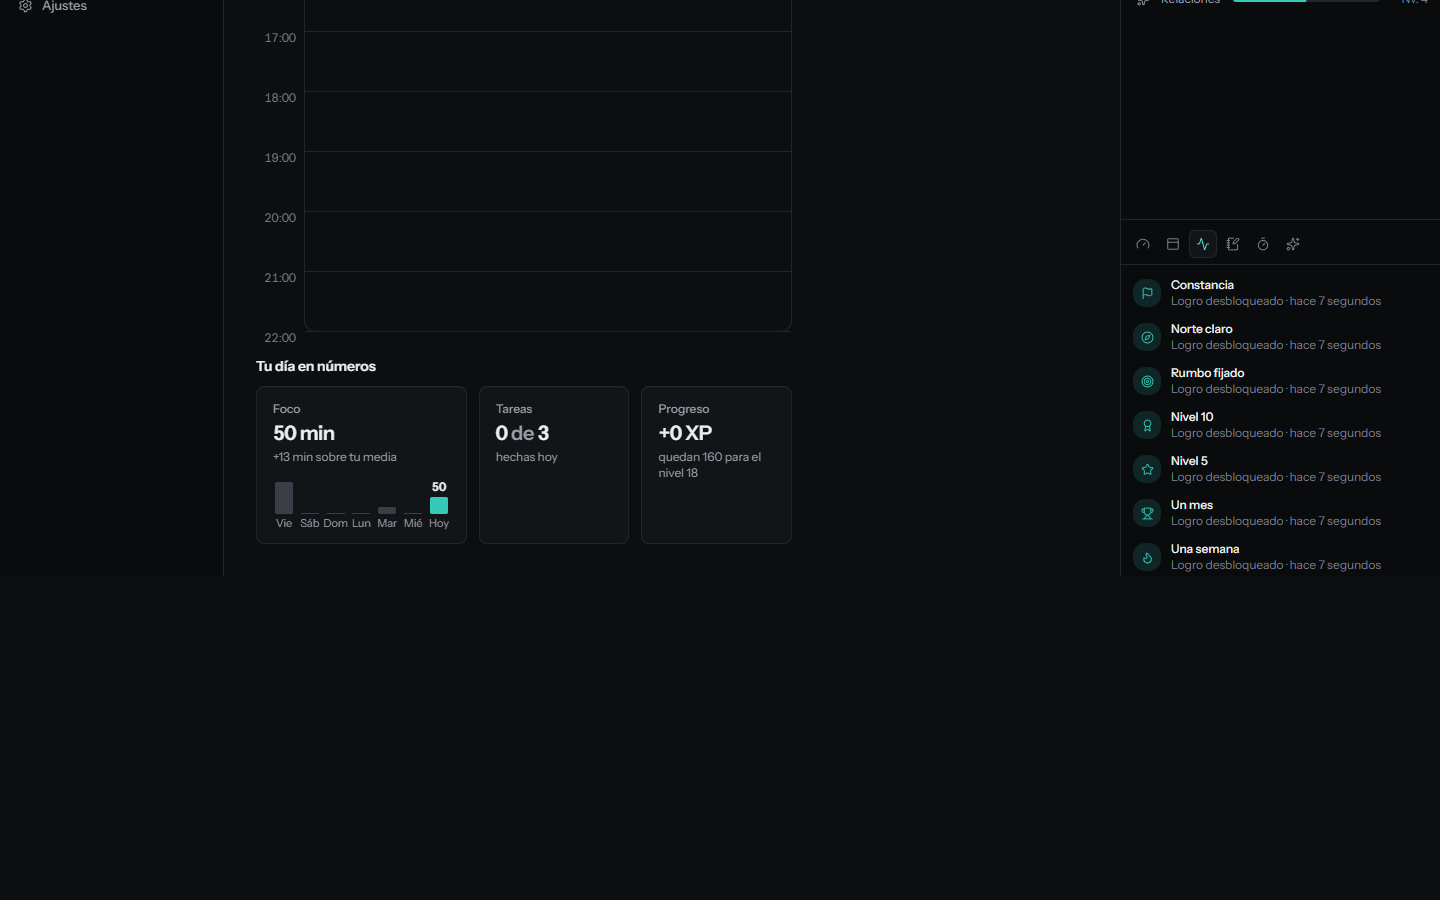 Ajustes
17:00
18:00
19:00
20:00
21:00
22:00
Tu día en números
Foco
50 min
+13 min sobre tu media
50
Vie Sáb Dom Lun Mar Mié Hoy
Tareas
0 de 3
hechas hoy
Progreso
+0 XP
quedan 160 para el
nivel 18
Relaciones
Constancia
Logro desbloqueado · hace 7 segundos
Norte claro
Logro desbloqueado · hace 7 segundos
Rumbo fijado
Logro desbloqueado · hace 7 segundos
Nivel 10
Logro desbloqueado · hace 7 segundos
Nivel 5
Logro desbloqueado · hace 7 segundos
Un mes
Logro desbloqueado · hace 7 segundos
Una semana
Logro desbloqueado · hace 7 segundos